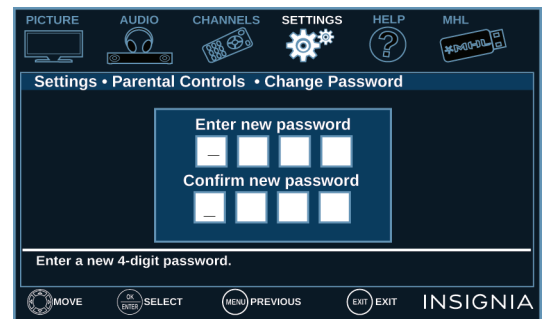 PICTURE AUDIO CHANNELS SETTINGS HELP MHL
MHL
Settings • Parental Controls • Change Password
Enter new password
_
Confirm new password
_
Enter a new 4-digit password.
MOVE OK ENTER SELECT MENU PREVIOUS EXIT EXIT INSIGNIA